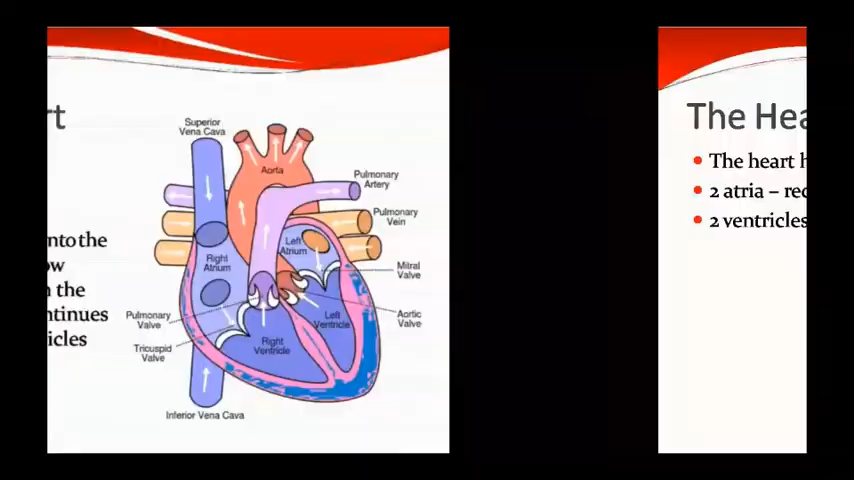 rt
nto the
ow
n the
ntinues
icles
Superior
Vena Cava
Aorta
Pulmonary
Artery
Pulmonary
Vein
Left
Atrium
Right
Atrium
Mitral
Valve
Pulmonary
Valve
Left
Ventricle
Aortic
Valve
Tricuspid
Valve
Right
Ventricle
Inferior Vena Cava
The Hea
The heart h
2 atria – rec
2 ventricles